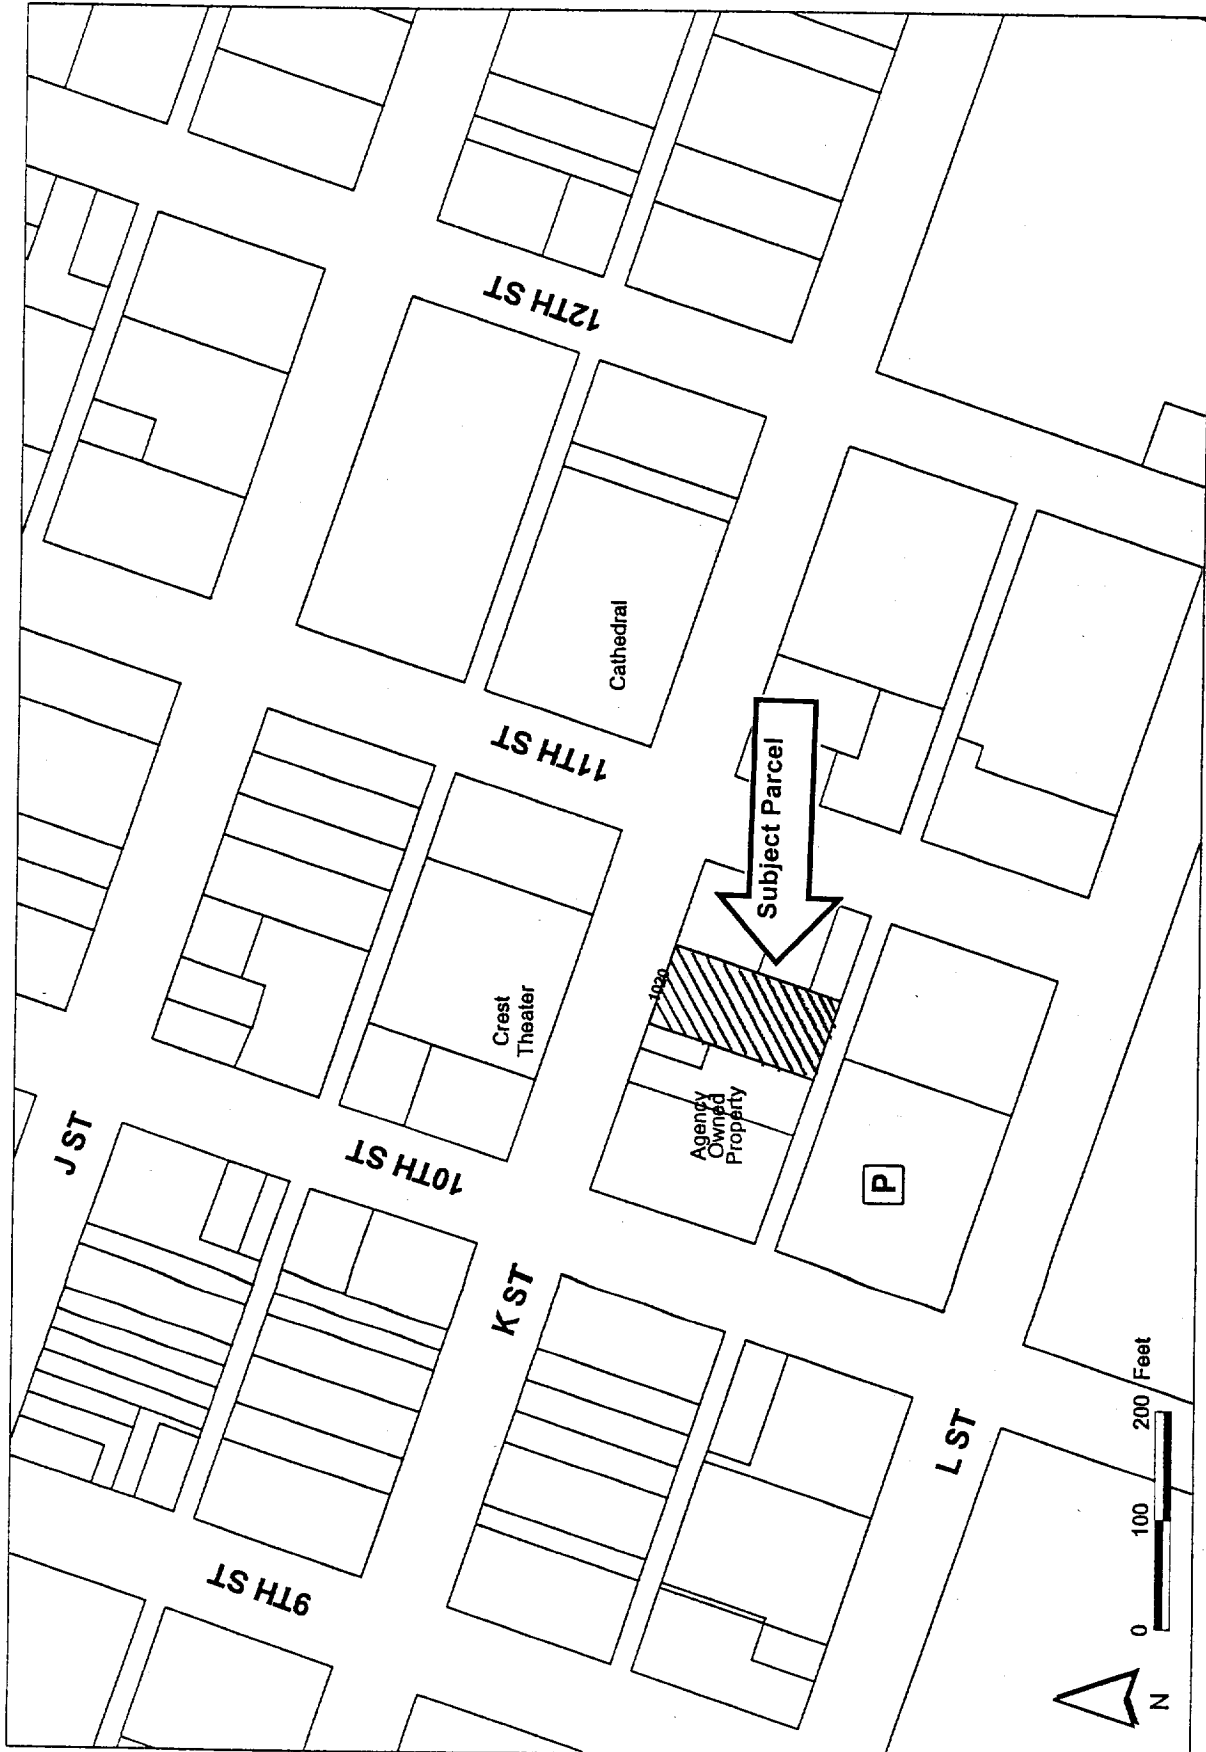 12TH ST
11TH ST
Cathedral
Subject Parcel
1020
Crest
Theater
Agency
Owned
Property
P
J ST
10TH ST
K ST
L ST
9TH ST
0 100 200 Feet
N